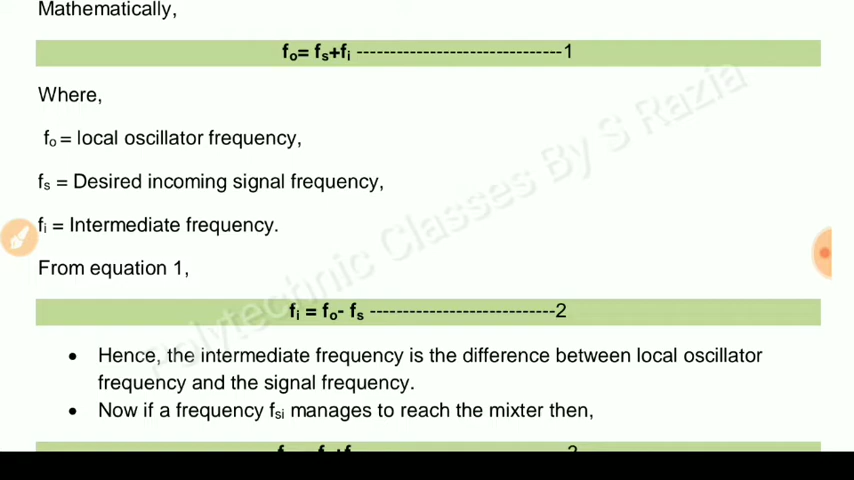 Mathematically,
fo= fs+fi -------------------------------1
Where,
fo = local oscillator frequency,
fs = Desired incoming signal frequency,
fi = Intermediate frequency.
From equation 1,
fi = fo- fs ----------------------------2
• Hence, the intermediate frequency is the difference between local oscillator
frequency and the signal frequency.
• Now if a frequency fsi manages to reach the mixter then,
Polytechnic Classes By S Razia